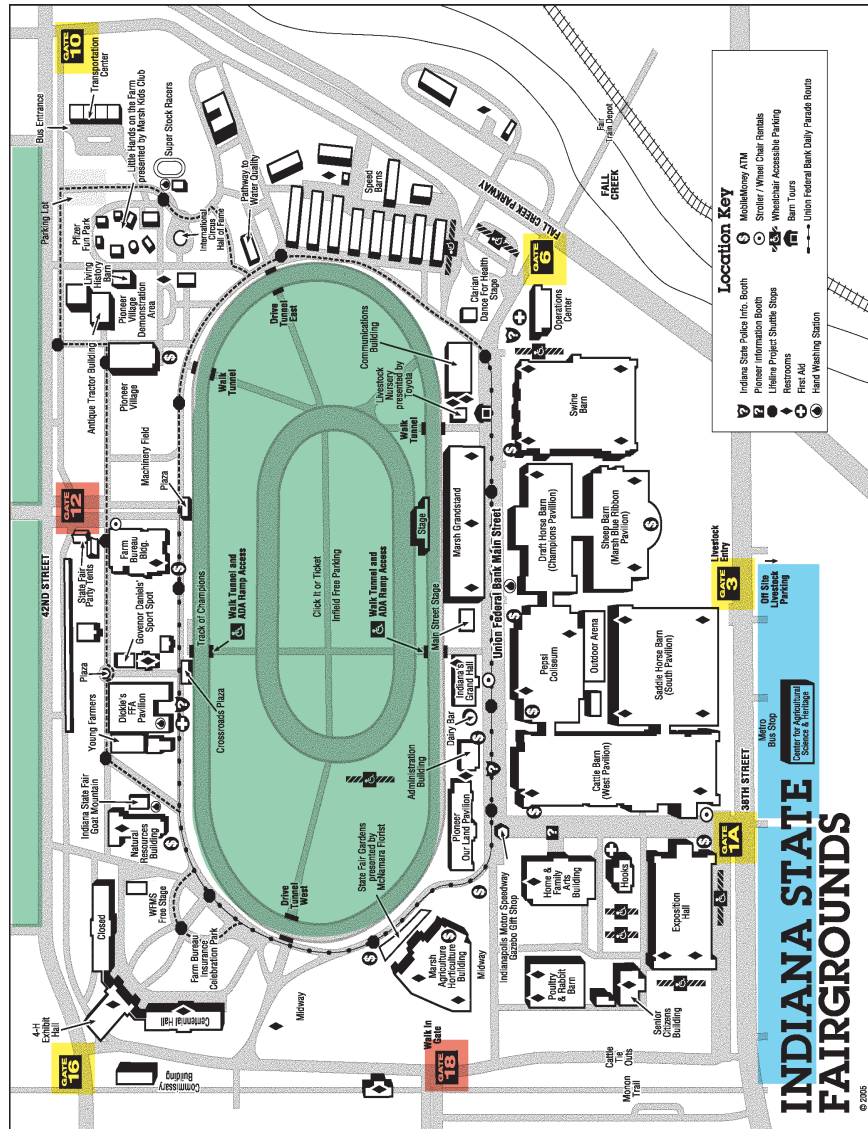 GATE
10
Transportation
Center
Bus Entrance
Little Hands on the Farm
presented by Marsh Kids Club
Super Stock Racers
Parking Lot
Pfizer
Fun Park
International
Circus
Hall of Fame
Pathway to
Water Quality
Speed
Barns
Fair
Train Depot
FALL
CREEK
FALL CREEK PARKWAY
Living
History
Barn
Pioneer
Village
Demonstration
Area
Antique Tractor Building
Pioneer
Village
Drive
Tunnel
East
Walk
Tunnel
Clarian
Dance For Health
Stage
GATE
6
Operations
Center
Communications
Building
Livestock
Nursery
presented by
Toyota
Walk
Tunnel
Swine
Barn
Location Key
Indiana State Police Info. Booth
Pioneer Information Booth
Lifeline Project Shuttle Stops
Restrooms
First Aid
Hand Washing Station
MobileMoney ATM
Stroller / Wheel Chair Rentals
Wheelchair Accessible Parking
Barn Tours
Union Federal Bank Daily Parade Route
42ND STREET
GATE
12
Machinery Field
Plaza
State Fair
Party Tents
Farm
Bureau
Bldg.
Governor Daniels'
Sport Spot
Plaza
Dickie's
FFA
Pavilion
Young Farmers
Crossroads Plaza
Track of Champions
Walk Tunnel and
ADA Ramp Access
Click It or Ticket
Infield Free Parking
Walk Tunnel and
ADA Ramp Access
Stage
Marsh Grandstand
Main Street Stage
Union Federal Bank Main Street
Draft Horse Barn
(Champions Pavillion)
Sheep Barn
(Marsh Blue Ribbon
Pavilion)
Livestock
Entry
GATE
3
Off Site
Livestock
Parking
Indiana's
Grand Hall
Dairy Bar
Administration
Building
Pepsi
Coliseum
Outdoor Arena
Saddle Horse Barn
(South Pavilion)
Cattle Barn
(West Pavilion)
Metro
Bus Stop
Center for Agricultural
Science & Heritage
38TH STREET
Indiana State Fair
Goat Mountain
Natural
Resources
Building
Pioneer
Our Land Pavilion
State Fair Gardens
presented by
McNamara Florist
Drive
Tunnel
West
Indianapolis Motor Speedway
Gazebo Gift Shop
Home &
Family
Arts
Building
Hooks
GATE
1A
Exposition
Hall
Closed
WFMS
Free Stage
Farm Bureau
Insurance
Celebration Park
Marsh
Agriculture
Horticulture
Building
Midway
Midway
Poultry
& Rabbit
Barn
Senior
Citizens
Building
4-H
Exhibit
Hall
Centennial Hall
GATE
16
Commissary
Building
Walk In
Gate
GATE
18
Cattle
Tie
Outs
Monon
Trail
INDIANA STATE
FAIRGROUNDS
© 2005